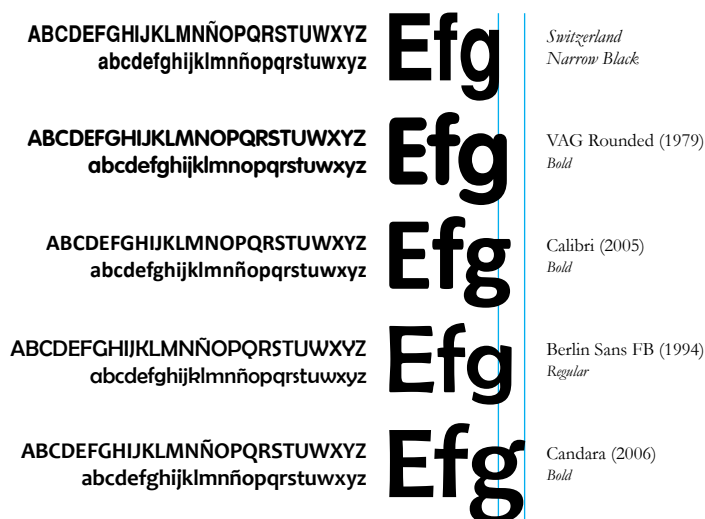 ABCDEFGHIJKLMNÑOPQRSTUWXYZ
abcdefghijklmnñopqrstuwxyz
Efg
Switzerland
Narrow Black
ABCDEFGHIJKLMNOPQRSTUWXYZ
abcdefghijklmnopqrstuwxyz
Efg
VAG Rounded (1979)
Bold
ABCDEFGHIJKLMNOPQRSTUWXYZ
abcdefghijklmnñopqrstuwxyz
Efg
Calibri (2005)
Bold
ABCDEFGHIJKLMNÑOPQRSTUWXYZ
abcdefghijklmnñopqrstuwxyz
Efg
Berlin Sans FB (1994)
Regular
ABCDEFGHIJKLMNÑOPQRSTUWXYZ
abcdefghijklmnñopqrstuwxyz
Efg
Candara (2006)
Bold